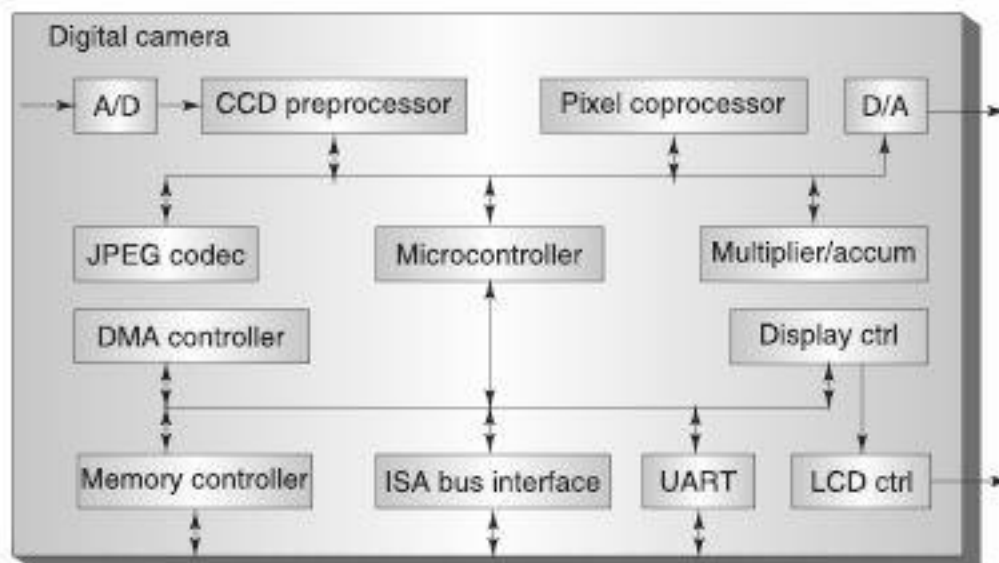 Digital camera
A/D
CCD preprocessor
Pixel coprocessor
D/A
JPEG codec
Microcontroller
Multiplier/accum
DMA controller
Display ctrl
Memory controller
ISA bus interface
UART
LCD ctrl